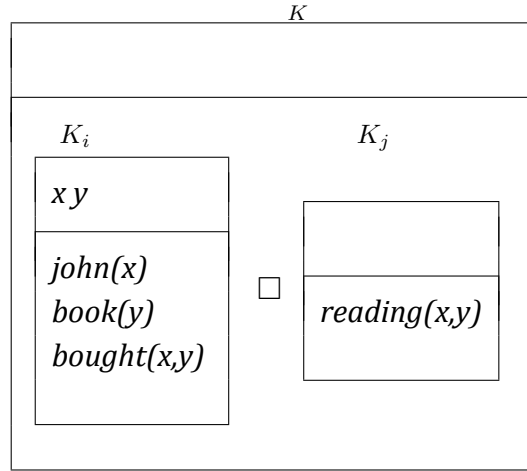 K
K_i
K_j
x y
john(x)
book(y)
bought(x,y)
□
reading(x,y)